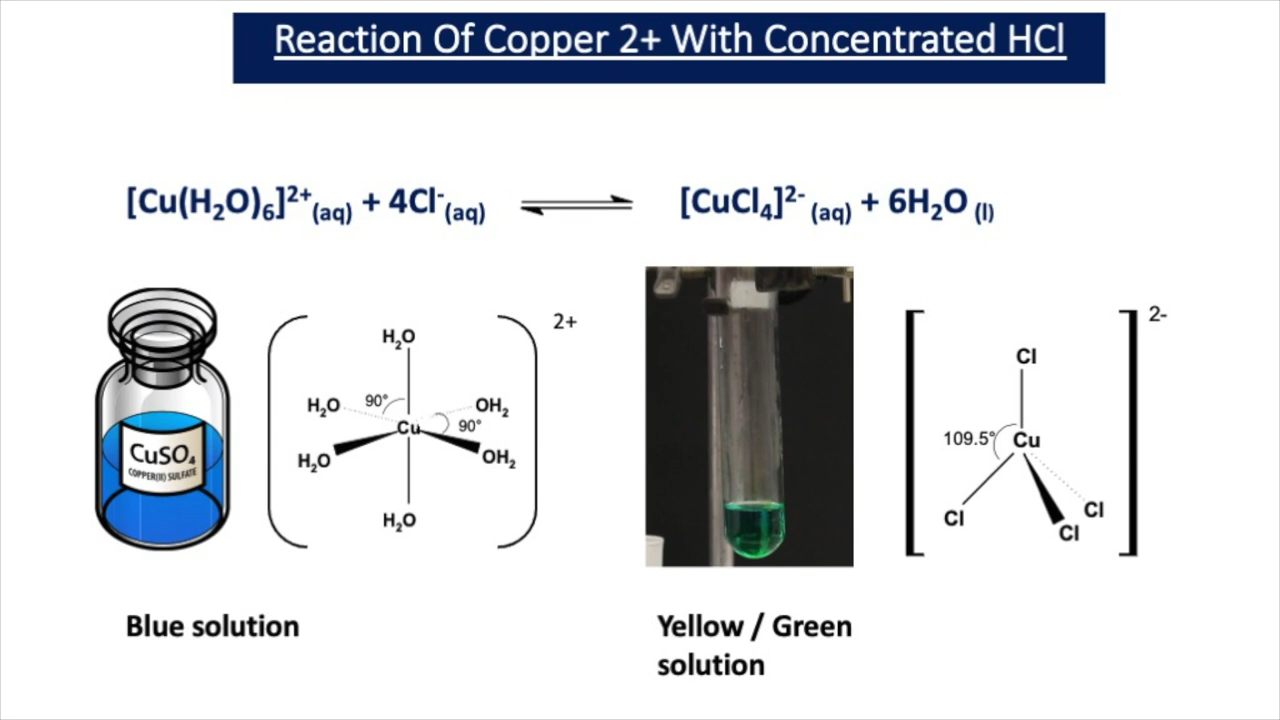 Reaction Of Copper 2+ With Concentrated HCl
[Cu(H₂O)₆]²⁺(aq) + 4Cl⁻(aq) ⇌ [CuCl₄]²⁻ (aq) + 6H₂O (l)
CuSO₄
COPPER(II) SULFATE
H₂O
2+
H₂O 90° OH₂
Cu 90°
H₂O OH₂
H₂O
2-
Cl
109.5° Cu
Cl Cl
Cl
Blue solution
Yellow / Green
solution